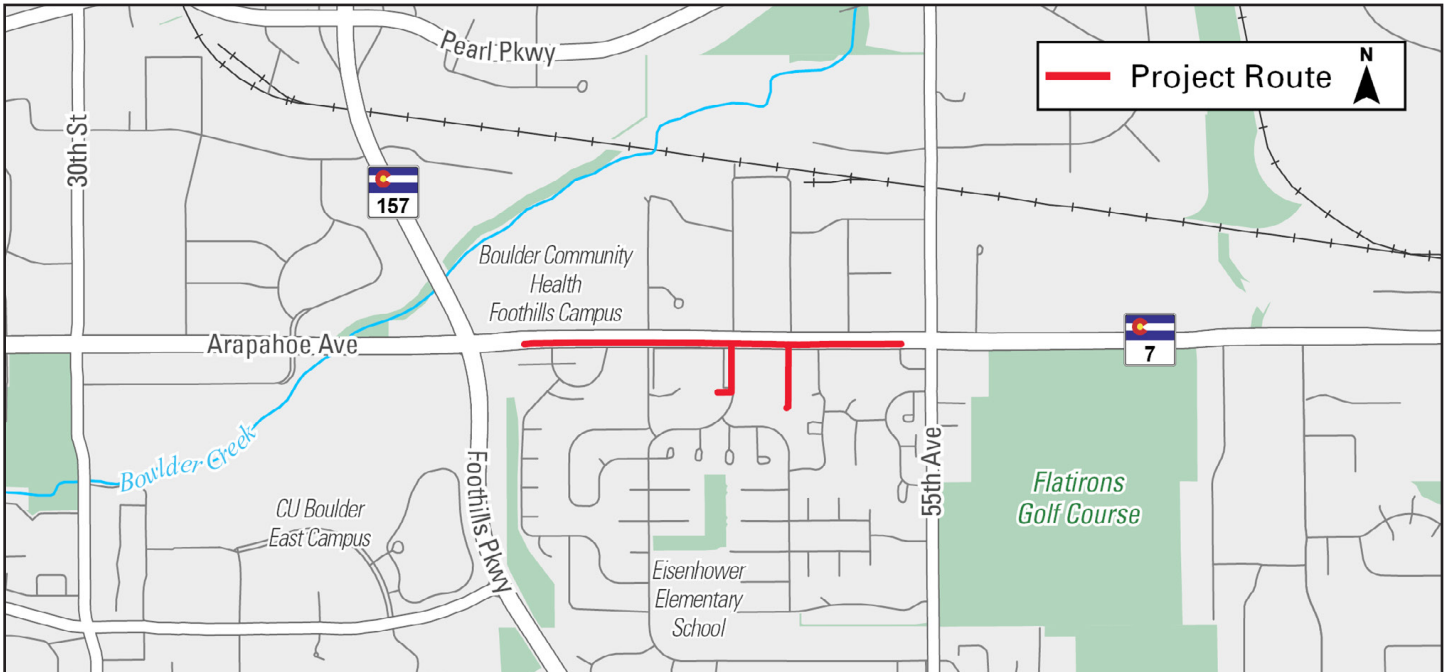 Pearl Pkwy
Project Route
N
30th St
157
Boulder Community
Health
Foothills Campus
Arapahoe Ave
7
Boulder Creek
Foothills Pkwy
55th Ave
Flatirons
Golf Course
CU Boulder
East Campus
Eisenhower
Elementary
School